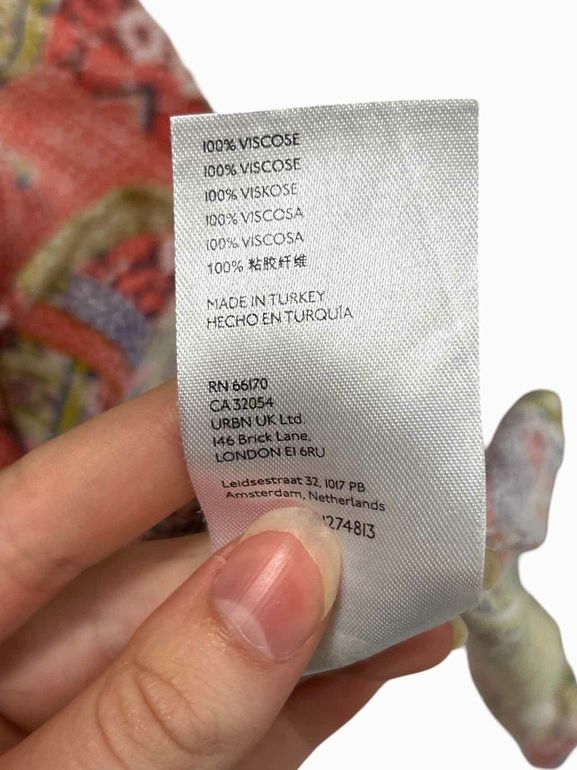 100% VISCOSE
100% VISCOSE
100% VISKOSE
100% VISCOSA
100% VISCOSA
100% 粘胶纤维
MADE IN TURKEY
HECHO EN TURQUÍA
RN 66170
CA 32054
URBN UK Ltd.
146 Brick Lane,
LONDON E1 6RU
Leidsestraat 32, 1017 PB
Amsterdam, Netherlands
1274813